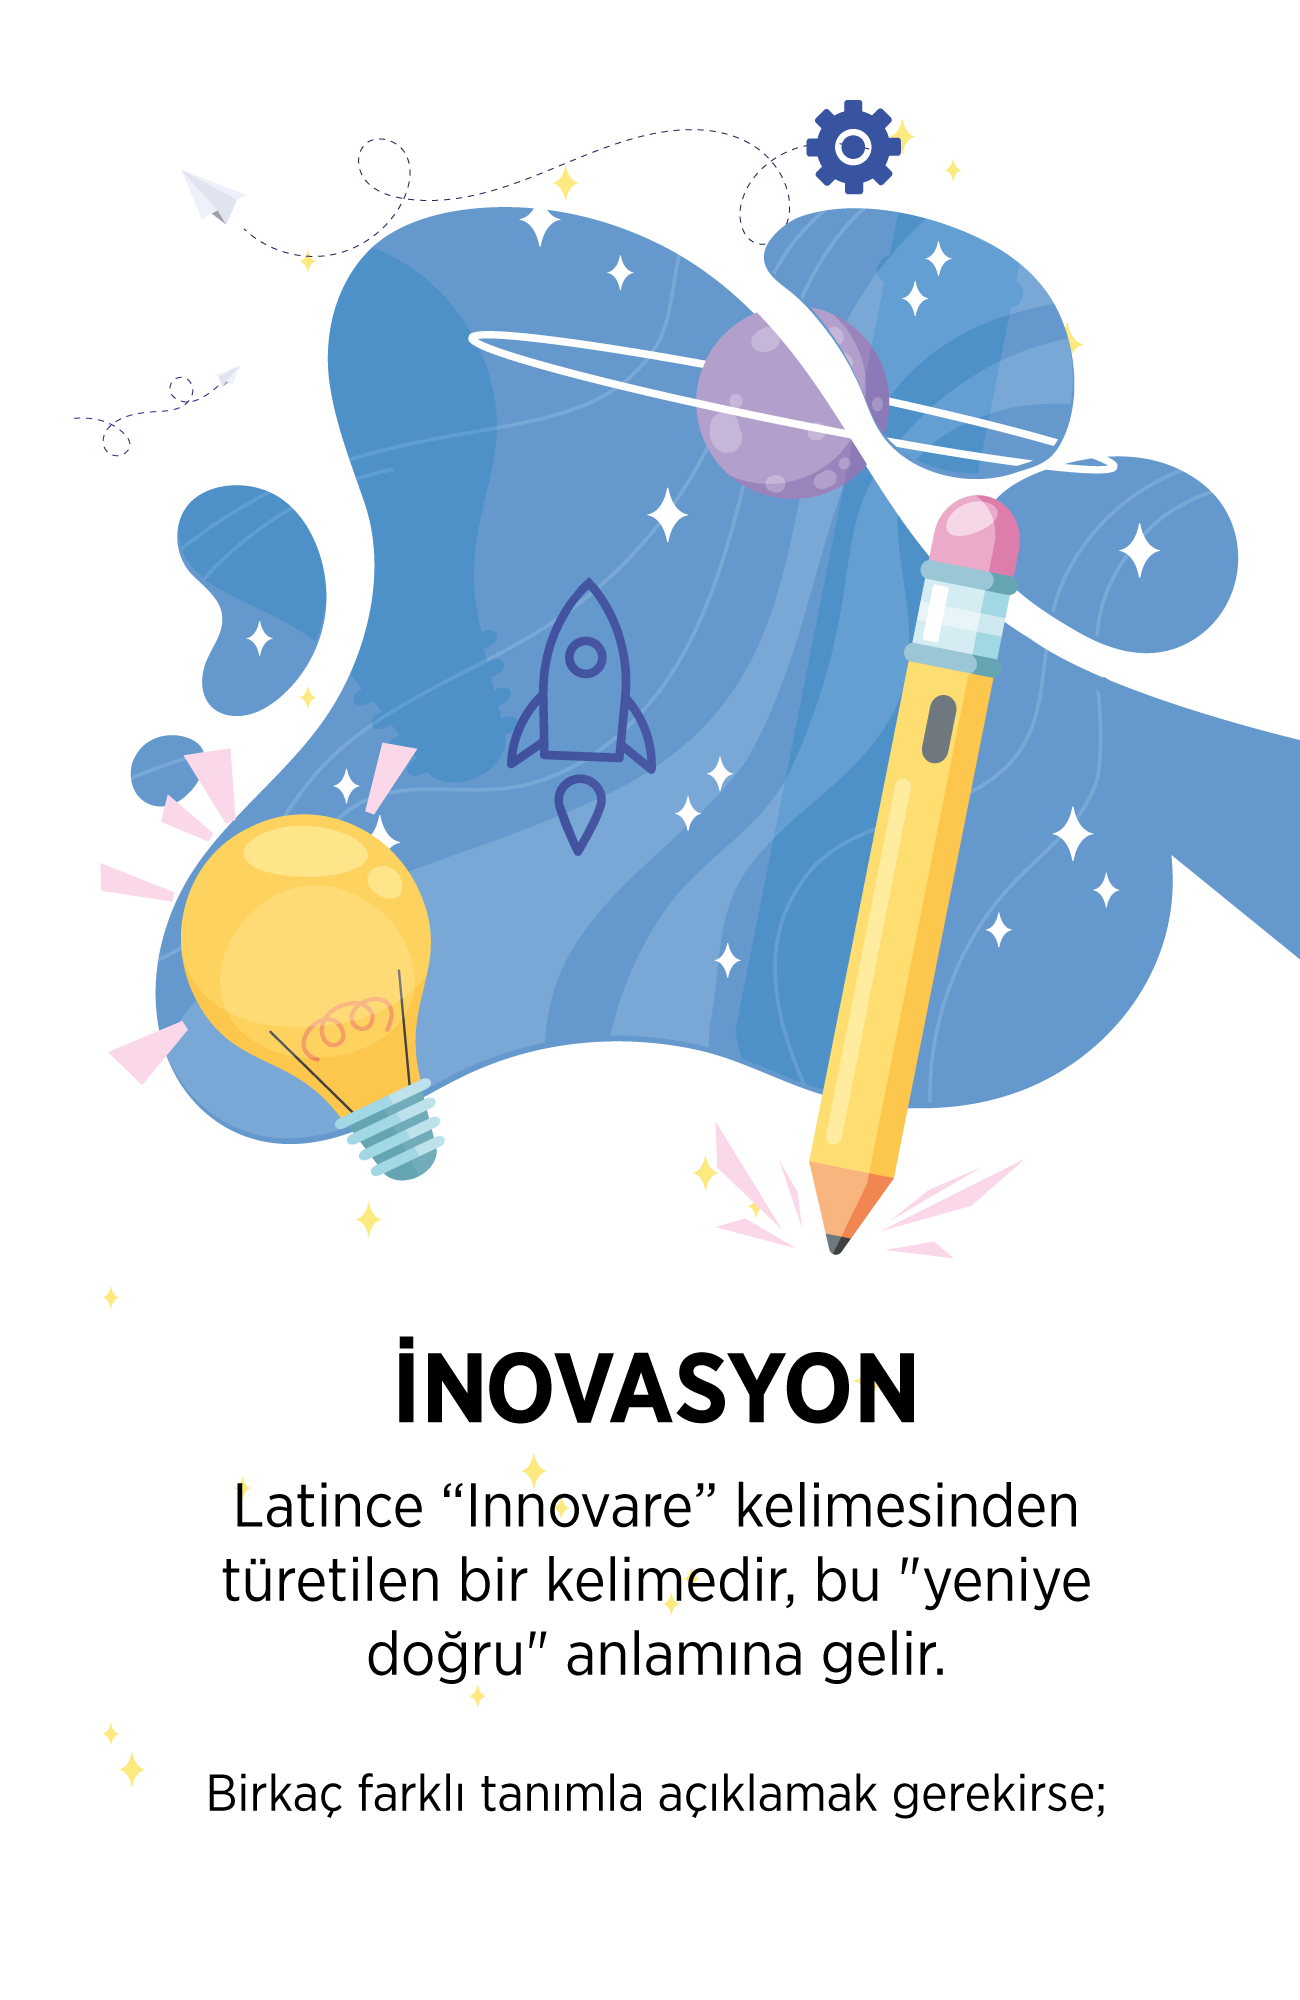 İNOVASYON
Latince “Innovare” kelimesinden
türetilen bir kelimedir, bu "yeniye
doğru" anlamına gelir.
Birkaç farklı tanımla açıklamak gerekirse;